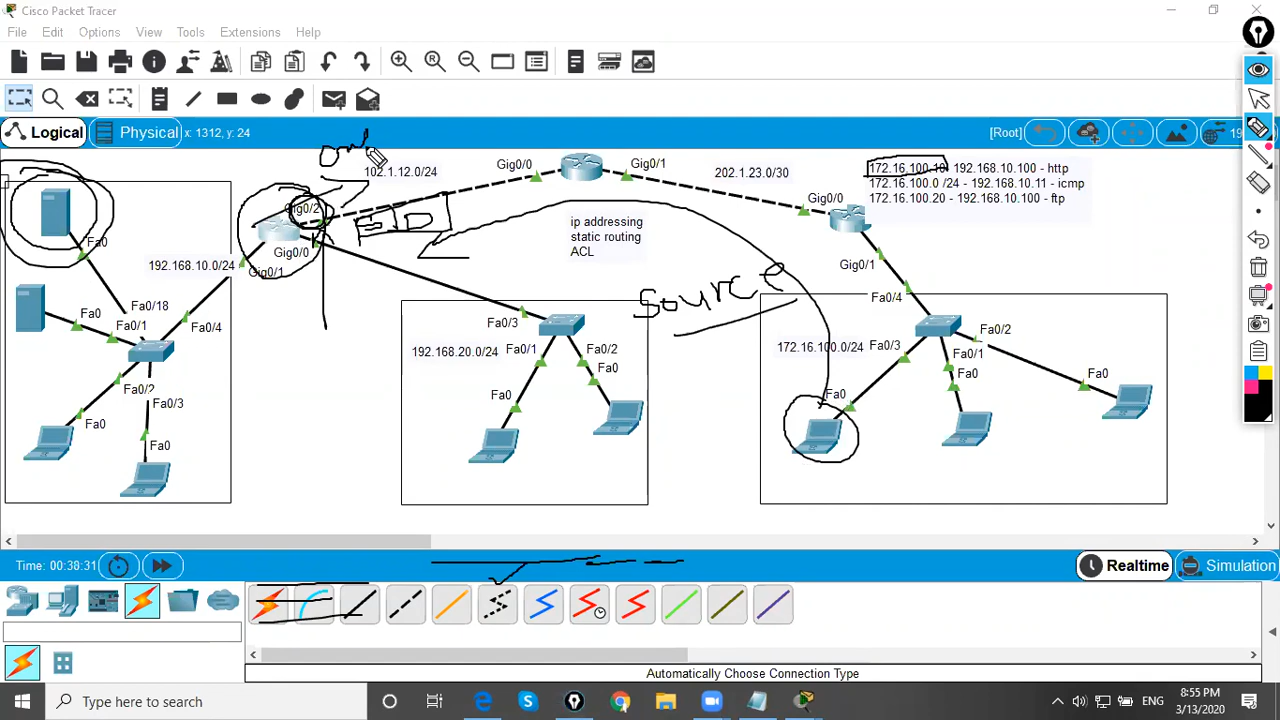 Cisco Packet Tracer
File Edit Options View Tools Renderings Help
Logical Physical x: 1312, y: 24 [Root] 19
102.1.12.0/24
Gig0/0 Gig0/1
202.1.23.0/30
172.16.100.10 192.168.10.100 - http
172.16.100.0 /24 - 192.168.10.11 - icmp
172.16.100.20 - 192.168.10.100 - ftp
Gig0/2
Gig0/0
ip addressing
static routing
ACL
Fa0
Gig0/0
192.168.10.0/24
Gig0/1
Gig0/1
Source
Fa0/18
Fa0
Fa0/1
Fa0/4
Fa0/4
Fa0/3
Fa0/2
192.168.20.0/24
Fa0/1
Fa0/2
172.16.100.0/24
Fa0/3
Fa0/1
Fa0
Fa0
Fa0
Fa0/2
Fa0/3
Fa0
Fa0
Fa0
Fa0
Time: 00:38:31 Realtime Simulation
Automatically Choose Connection Type
Type here to search
ENG
8:55 PM
3/13/2020